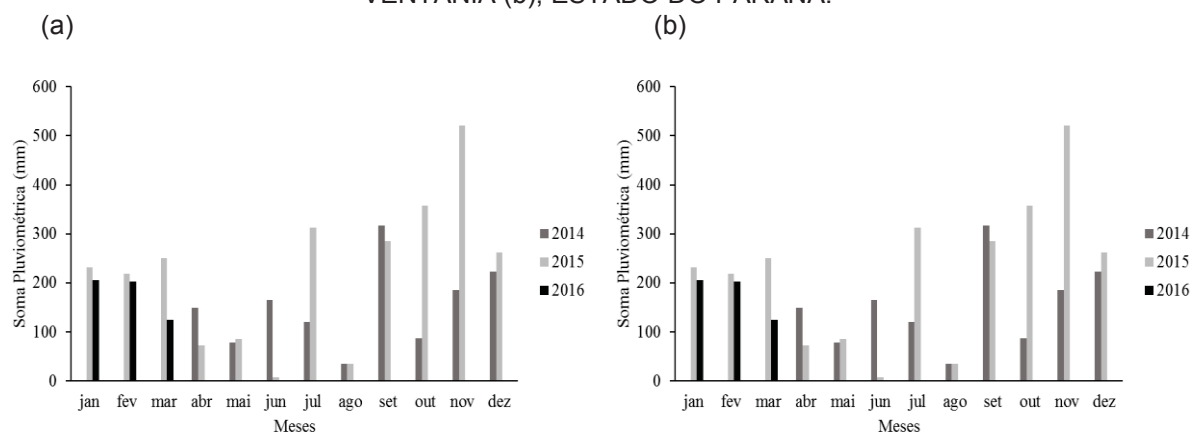 VENTANIA (b), ESTADO DO PARANÁ.
(a)
Soma Pluviométrica (mm)
600
500
400
300
200
100
0
jan fev mar abr mai jun jul ago set out nov dez
Meses
2014
2015
2016
(b)
Soma Pluviométrica (mm)
600
500
400
300
200
100
0
jan fev mar abr mai jun jul ago set out nov dez
Meses
2014
2015
2016